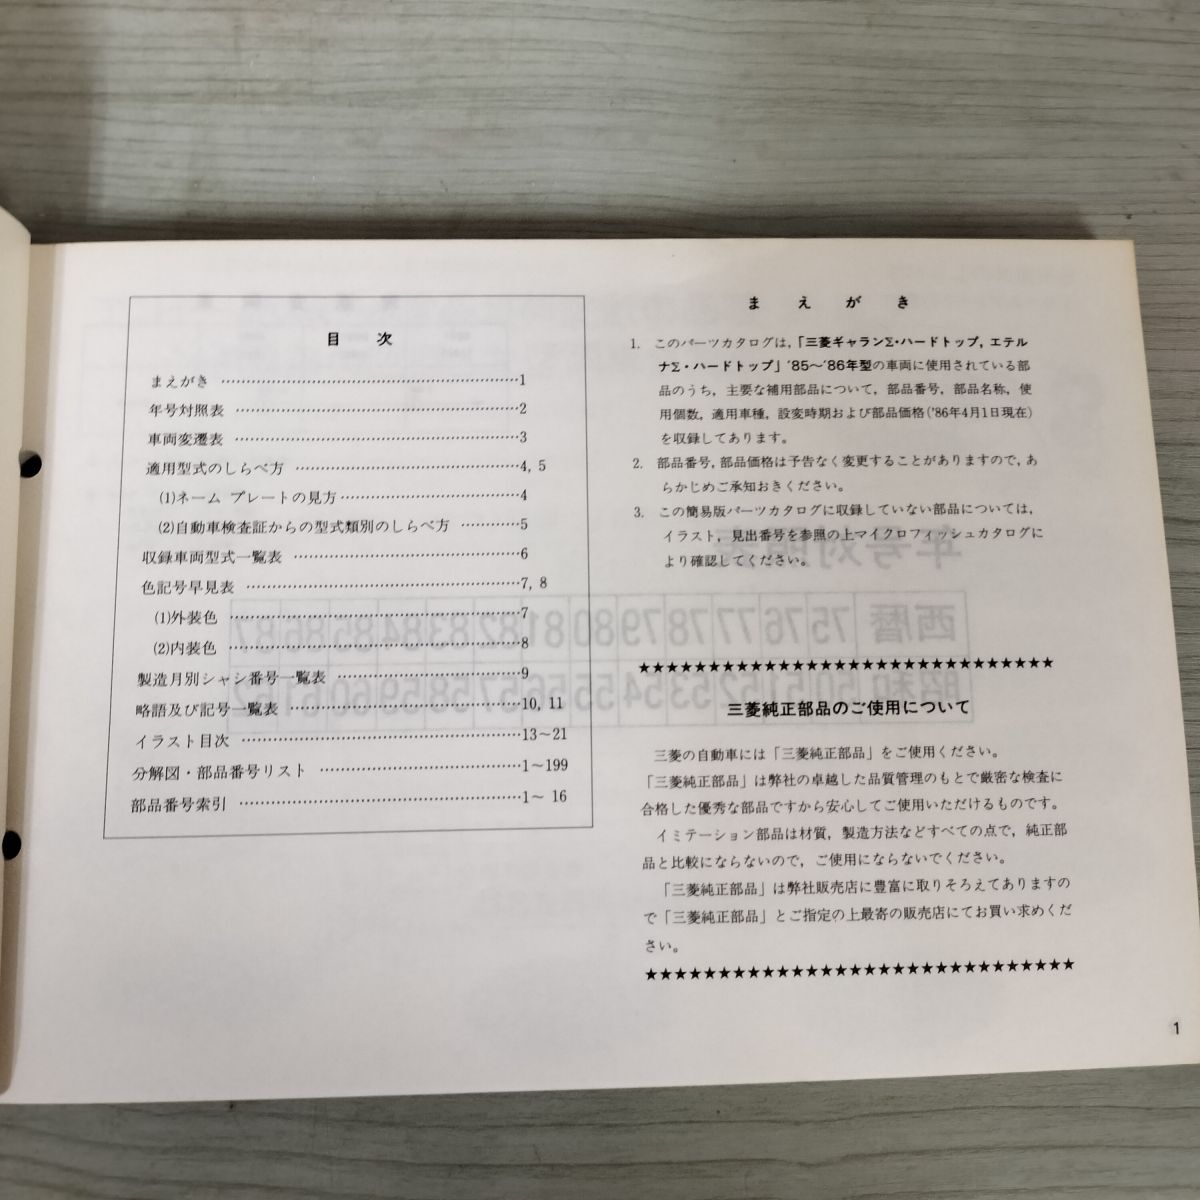 目次
まえがき ……………………………………………1
年号対照表 ……………………………………………2
車両変遷表 ……………………………………………3
適用型式のしらべ方 ……………………………………4, 5
(1)ネーム プレートの見方……………………………4
(2)自動車検査証からの型式類別のしらべ方 …………5
収録車両型式一覧表 ……………………………………6
色記号早見表 ……………………………………………7, 8
(1)外装色 ……………………………………………7
(2)内装色 ……………………………………………8
製造月別シャシ番号一覧表 ……………………………9
略語及び記号一覧表 ……………………………………10, 11
イラスト目次 ……………………………………………13～21
分解図・部品番号リスト ………………………………1～199
部品番号索引 ……………………………………………1～ 16
まえがき
1. このパーツカタログは,「三菱ギャランΣ・ハードトップ, エテル
ナΣ・ハードトップ」'85～'86年型の車両に使用されている部
品のうち, 主要な補用部品について, 部品番号, 部品名称, 使
用個数, 適用車種, 設変時期および部品価格('86年4月1日現在)
を収録してあります。
2. 部品番号, 部品価格は予告なく変更することがありますので, あ
らかじめご承知おきください。
3. この簡易版パーツカタログに収録していない部品については,
イラスト, 見出番号を参照の上マイクロフィッシュカタログに
より確認してください。
★★★★★★★★★★★★★★★★★★★★★★★★★★★★★
三菱純正部品のご使用について
三菱の自動車には「三菱純正部品」をご使用ください。
「三菱純正部品」は弊社の卓越した品質管理のもとで厳密な検査に
合格した優秀な部品ですから安心してご使用いただけるものです。
イミテーション部品は材質, 製造方法などすべての点で, 純正部
品と比較にならないので, ご使用にならないでください。
「三菱純正部品」は弊社販売店に豊富に取りそろえてありますの
で「三菱純正部品」とご指定の上最寄の販売店にてお買い求めくだ
さい。
★★★★★★★★★★★★★★★★★★★★★★★★★★★★★★
1